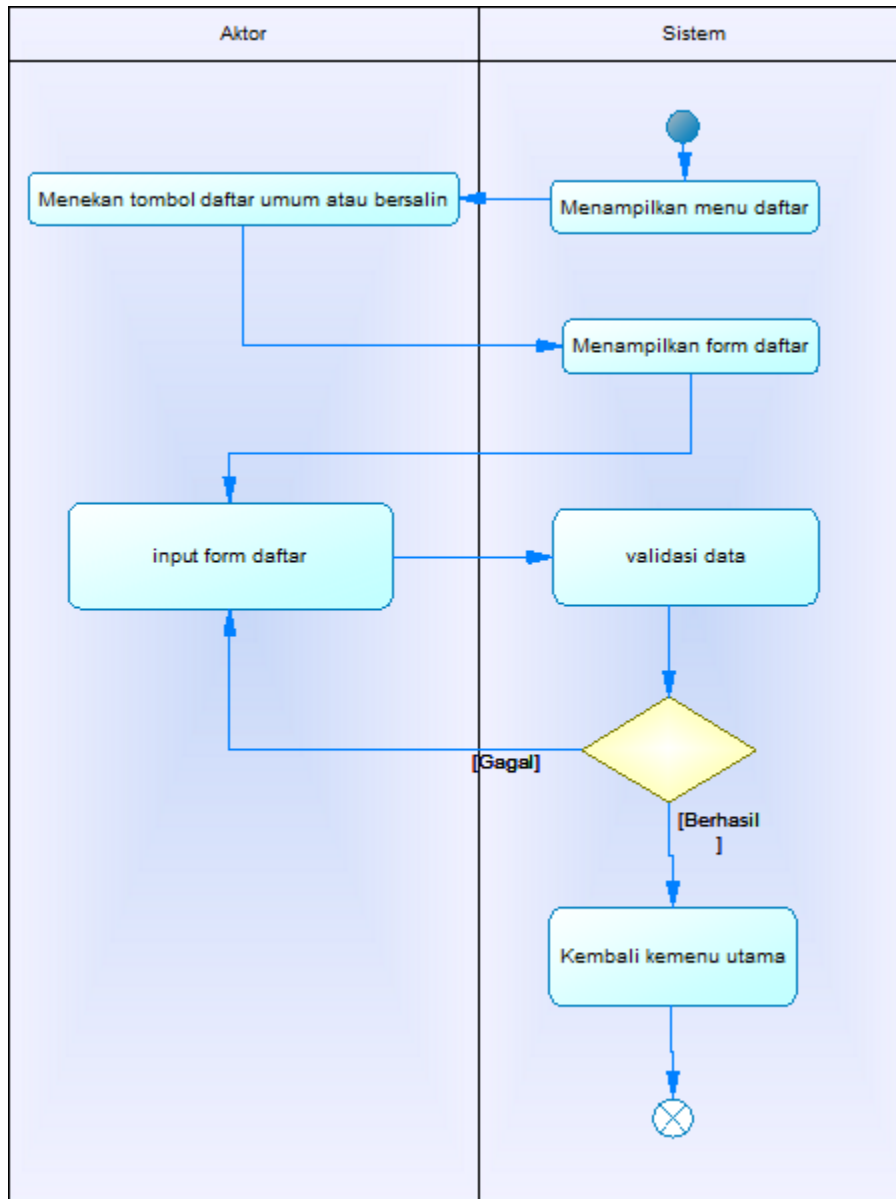 Aktor
Sistem
Menekan tombol daftar umum atau bersalin
Menampilkan menu daftar
Menampilkan form daftar
input form daftar
validasi data
[Gagal]
[Berhasil
]
Kembali kemenu utama